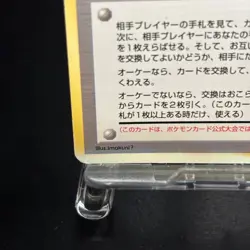 相手プレイヤーの手札を見て、カ
次に、相手プレイヤーにあなたの
を1枚えらばせる。そして、お互い
を交換してよいかどうか、かにた
オーケーなら、カードを交換して、
くわえる。
オーケーでないなら、交換はおこ
からカードを2枚引く。(このカー
札が1枚以上ある時だけ、使える)
(このカードは、ポケモンカード公式大会で